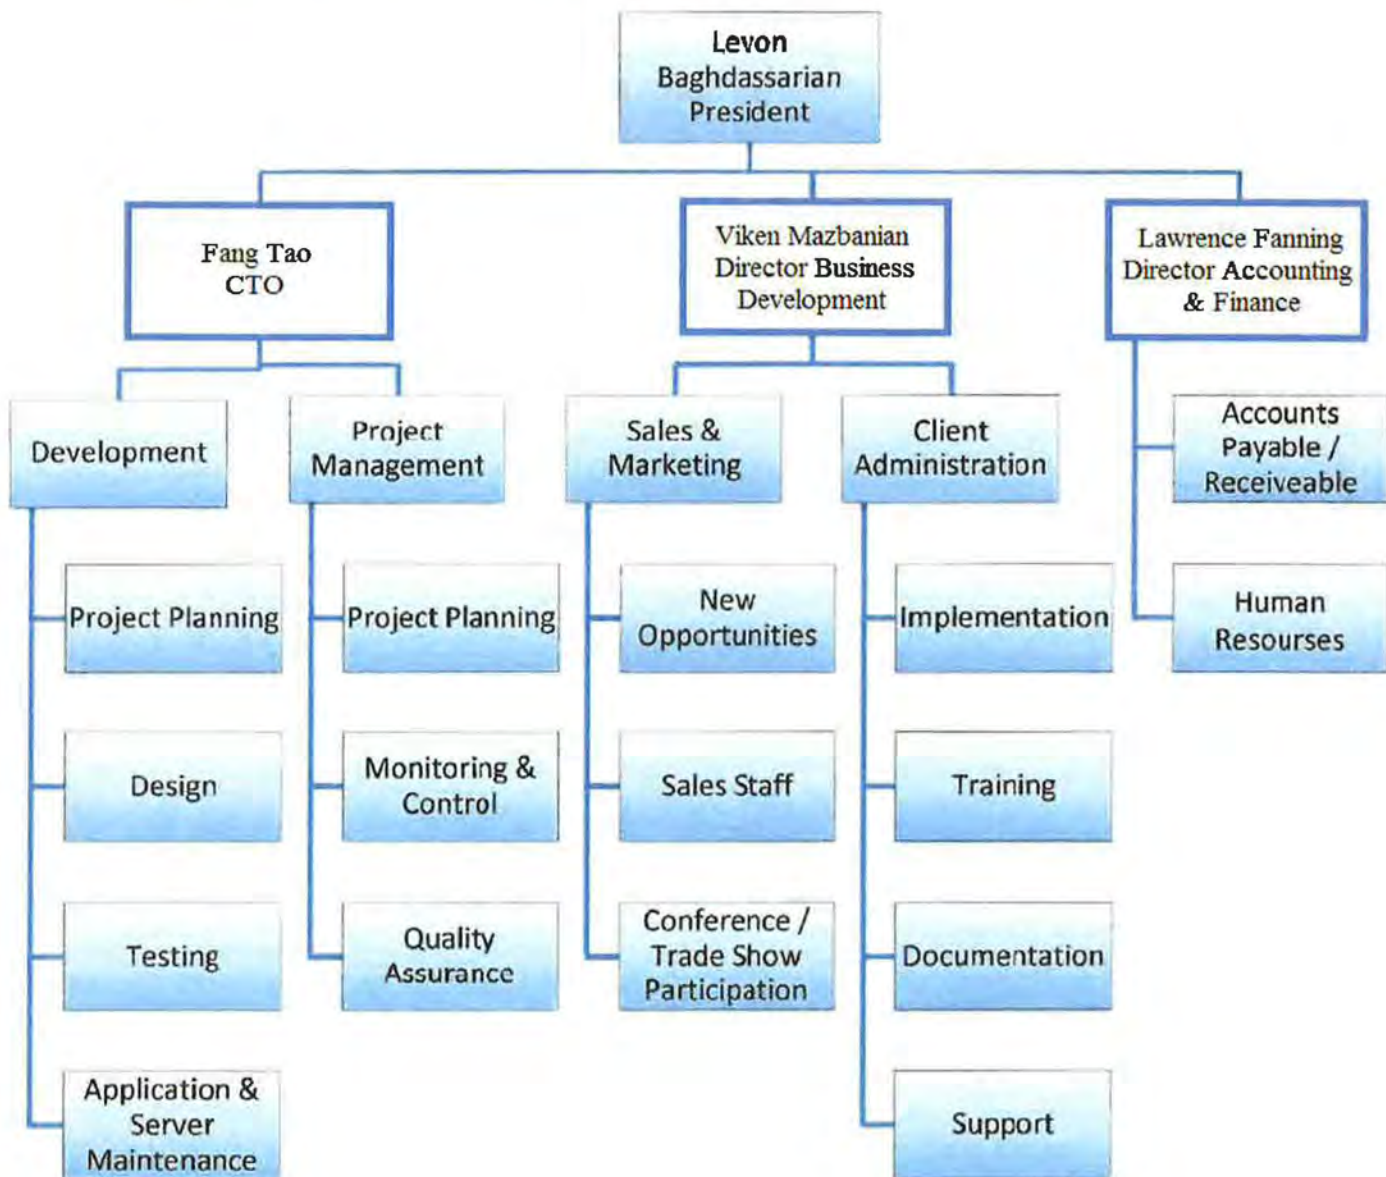 Levon
Baghdassarian
President
Fang Tao
CTO
Viken Mazbanian
Director Business
Development
Lawrence Fanning
Director Accounting
& Finance
Development
Project
Management
Sales &
Marketing
Client
Administration
Accounts
Payable /
Receiveable
Project Planning
Project Planning
New
Opportunities
Implementation
Human
Resourses
Design
Monitoring &
Control
Sales Staff
Training
Testing
Quality
Assurance
Conference /
Trade Show
Participation
Documentation
Application &
Server
Maintenance
Support